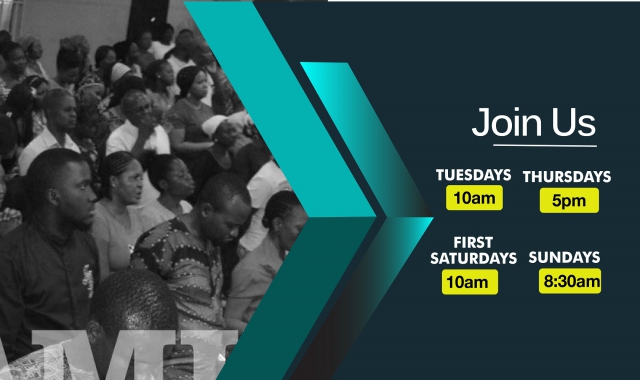 Join Us
TUESDAYS THURSDAYS
10am 5pm
FIRST
SATURDAYS SUNDAYS
10am 8:30am